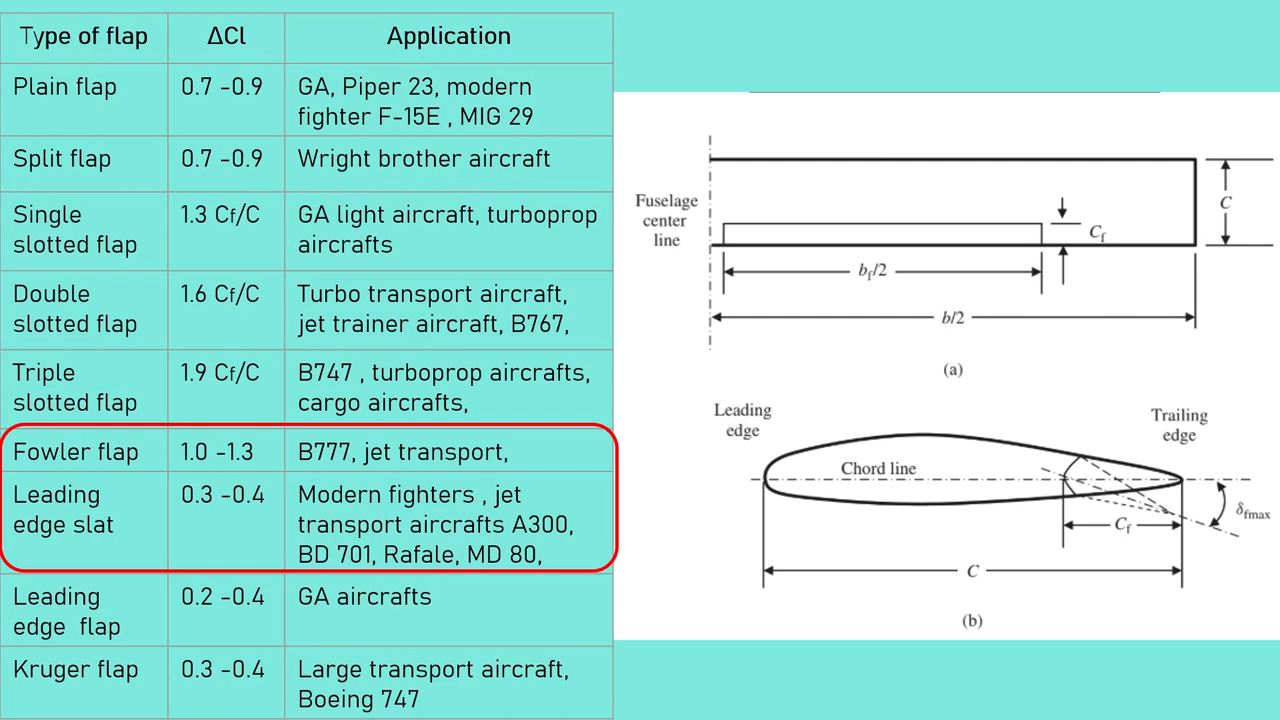 Type of flap ΔCl Application
Plain flap 0.7 -0.9 GA, Piper 23, modern
fighter F-15E , MIG 29
Split flap 0.7 -0.9 Wright brother aircraft
Single 1.3 Cf/C GA light aircraft, turboprop
slotted flap aircrafts
Double 1.6 Cf/C Turbo transport aircraft,
slotted flap jet trainer aircraft, B767,
Triple 1.9 Cf/C B747 , turboprop aircrafts,
slotted flap cargo aircrafts,
Fowler flap 1.0 -1.3 B777, jet transport,
Leading 0.3 -0.4 Modern fighters , jet
edge slat transport aircrafts A300,
BD 701, Rafale, MD 80,
Leading 0.2 -0.4 GA aircrafts
edge flap
Kruger flap 0.3 -0.4 Large transport aircraft,
Boeing 747
Fuselage
center
line
C
Cf
bf/2
b/2
(a)
Leading
edge
Trailing
edge
Chord line
δfmax
Cf
C
(b)